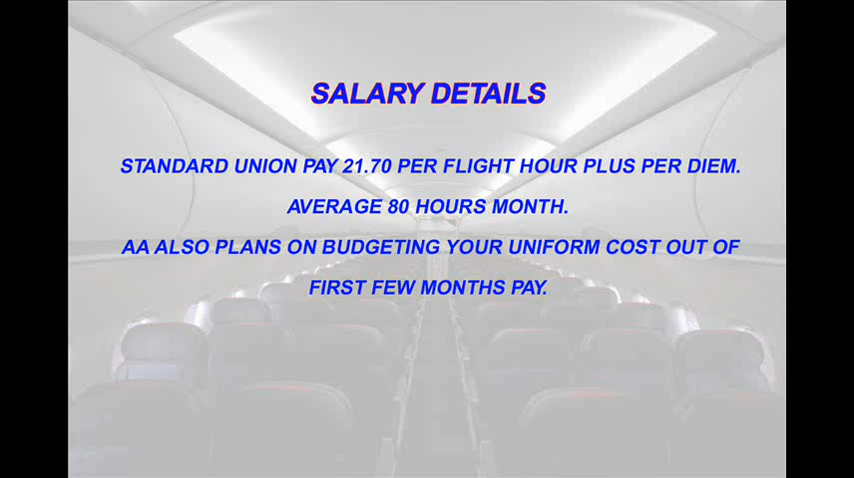 SALARY DETAILS
STANDARD UNION PAY 21.70 PER FLIGHT HOUR PLUS PER DIEM.
AVERAGE 80 HOURS MONTH.
AA ALSO PLANS ON BUDGETING YOUR UNIFORM COST OUT OF
FIRST FEW MONTHS PAY.